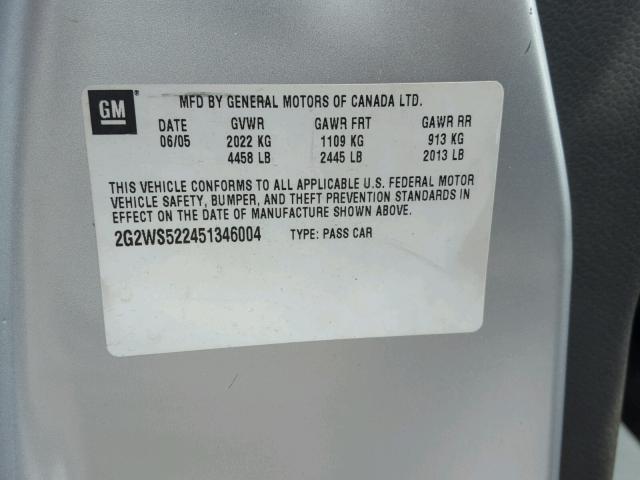 GM MFD BY GENERAL MOTORS OF CANADA LTD.
DATE GVWR GAWR FRT GAWR RR
06/05 2022 KG 1109 KG 913 KG
4458 LB 2445 LB 2013 LB
THIS VEHICLE CONFORMS TO ALL APPLICABLE U.S. FEDERAL MOTOR
VEHICLE SAFETY, BUMPER, AND THEFT PREVENTION STANDARDS IN
EFFECT ON THE DATE OF MANUFACTURE SHOWN ABOVE.
2G2WS522451346004 TYPE: PASS CAR